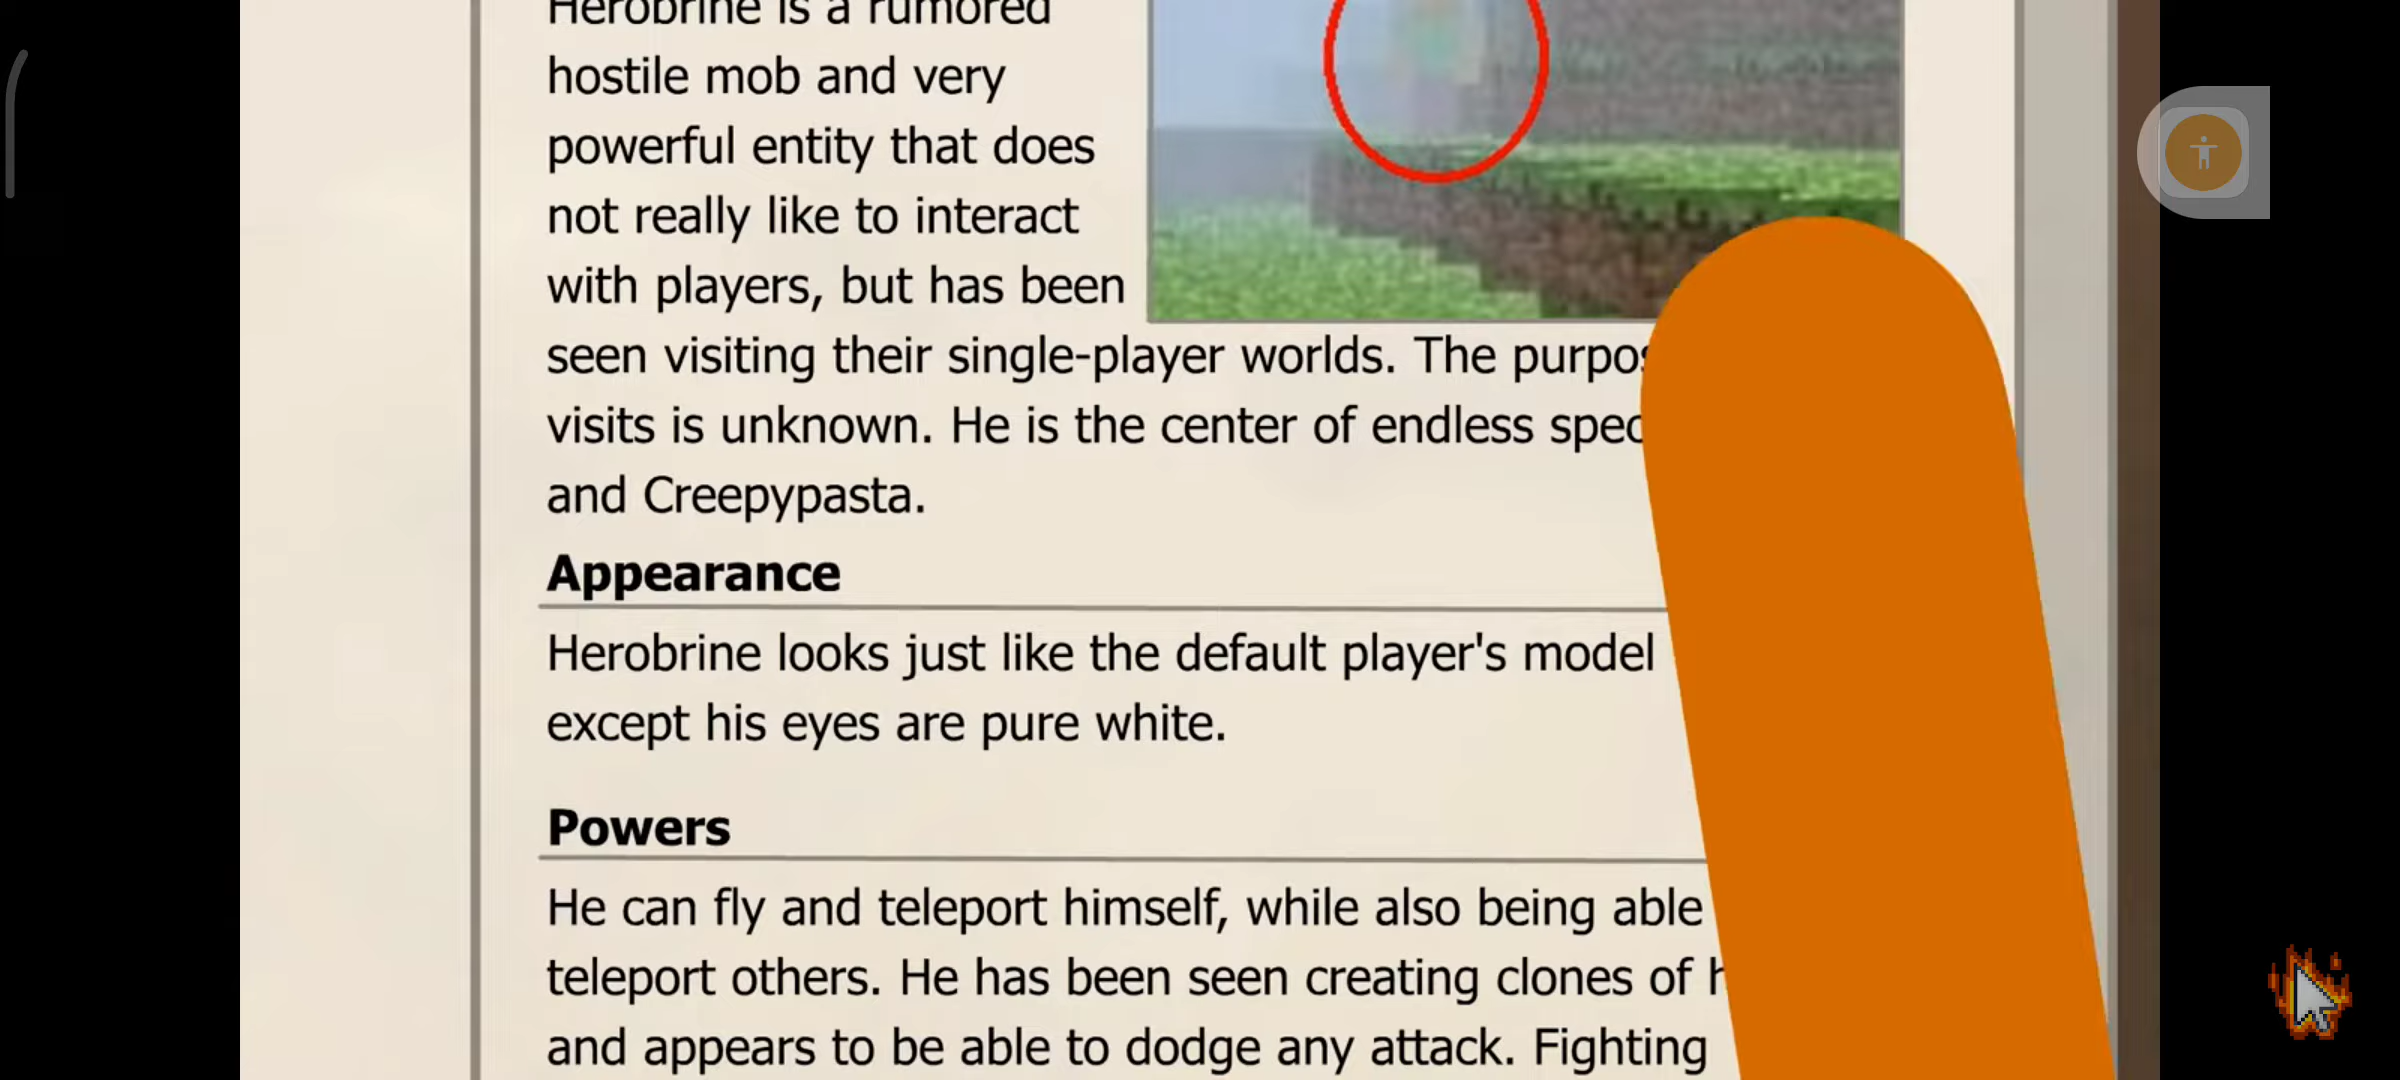 Herobrine is a rumored
hostile mob and very
powerful entity that does
not really like to interact
with players, but has been
seen visiting their single-player worlds. The
visits is unknown. He is the center of endless
and Creepypasta.
Appearance
Herobrine looks just like the default player's model
except his eyes are pure white.
Powers
He can fly and teleport himself, while also being able
teleport others. He has been seen creating clones of
and appears to be able to dodge any attack. Fighting